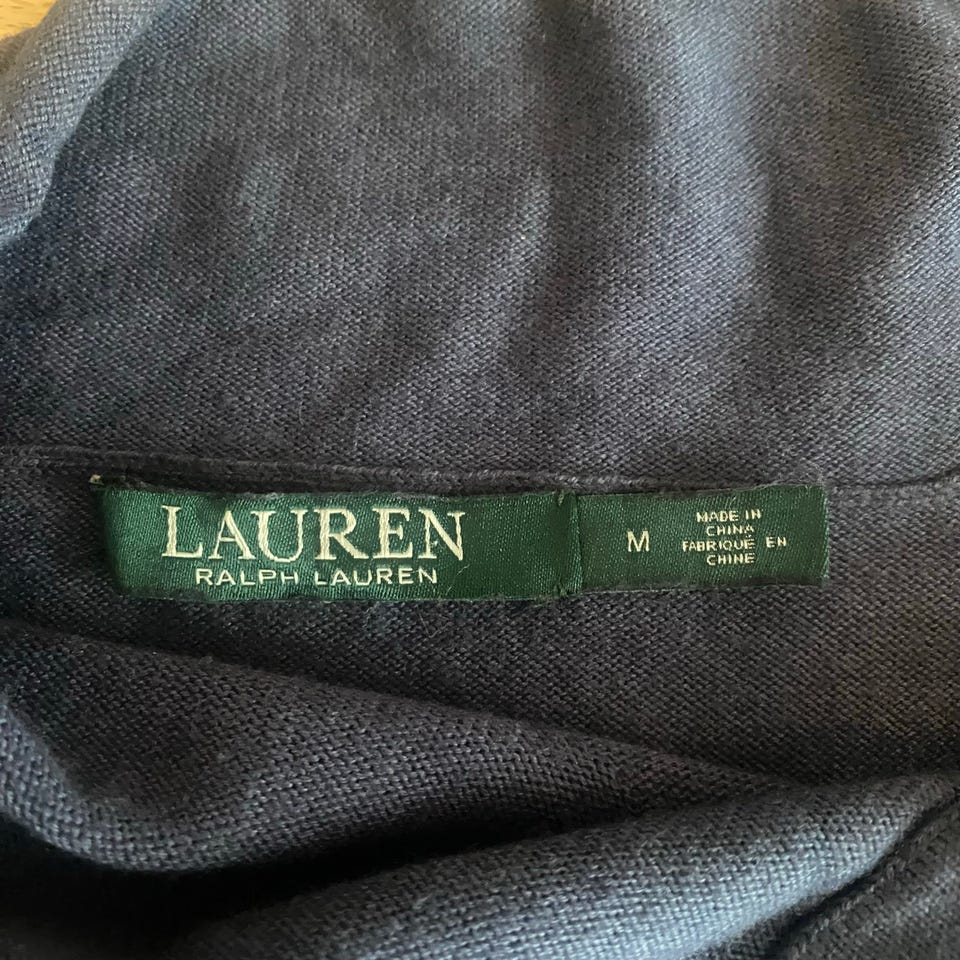 LAUREN
RALPH LAUREN
M
MADE IN
CHINA
FABRIQUÉ EN
CHINE